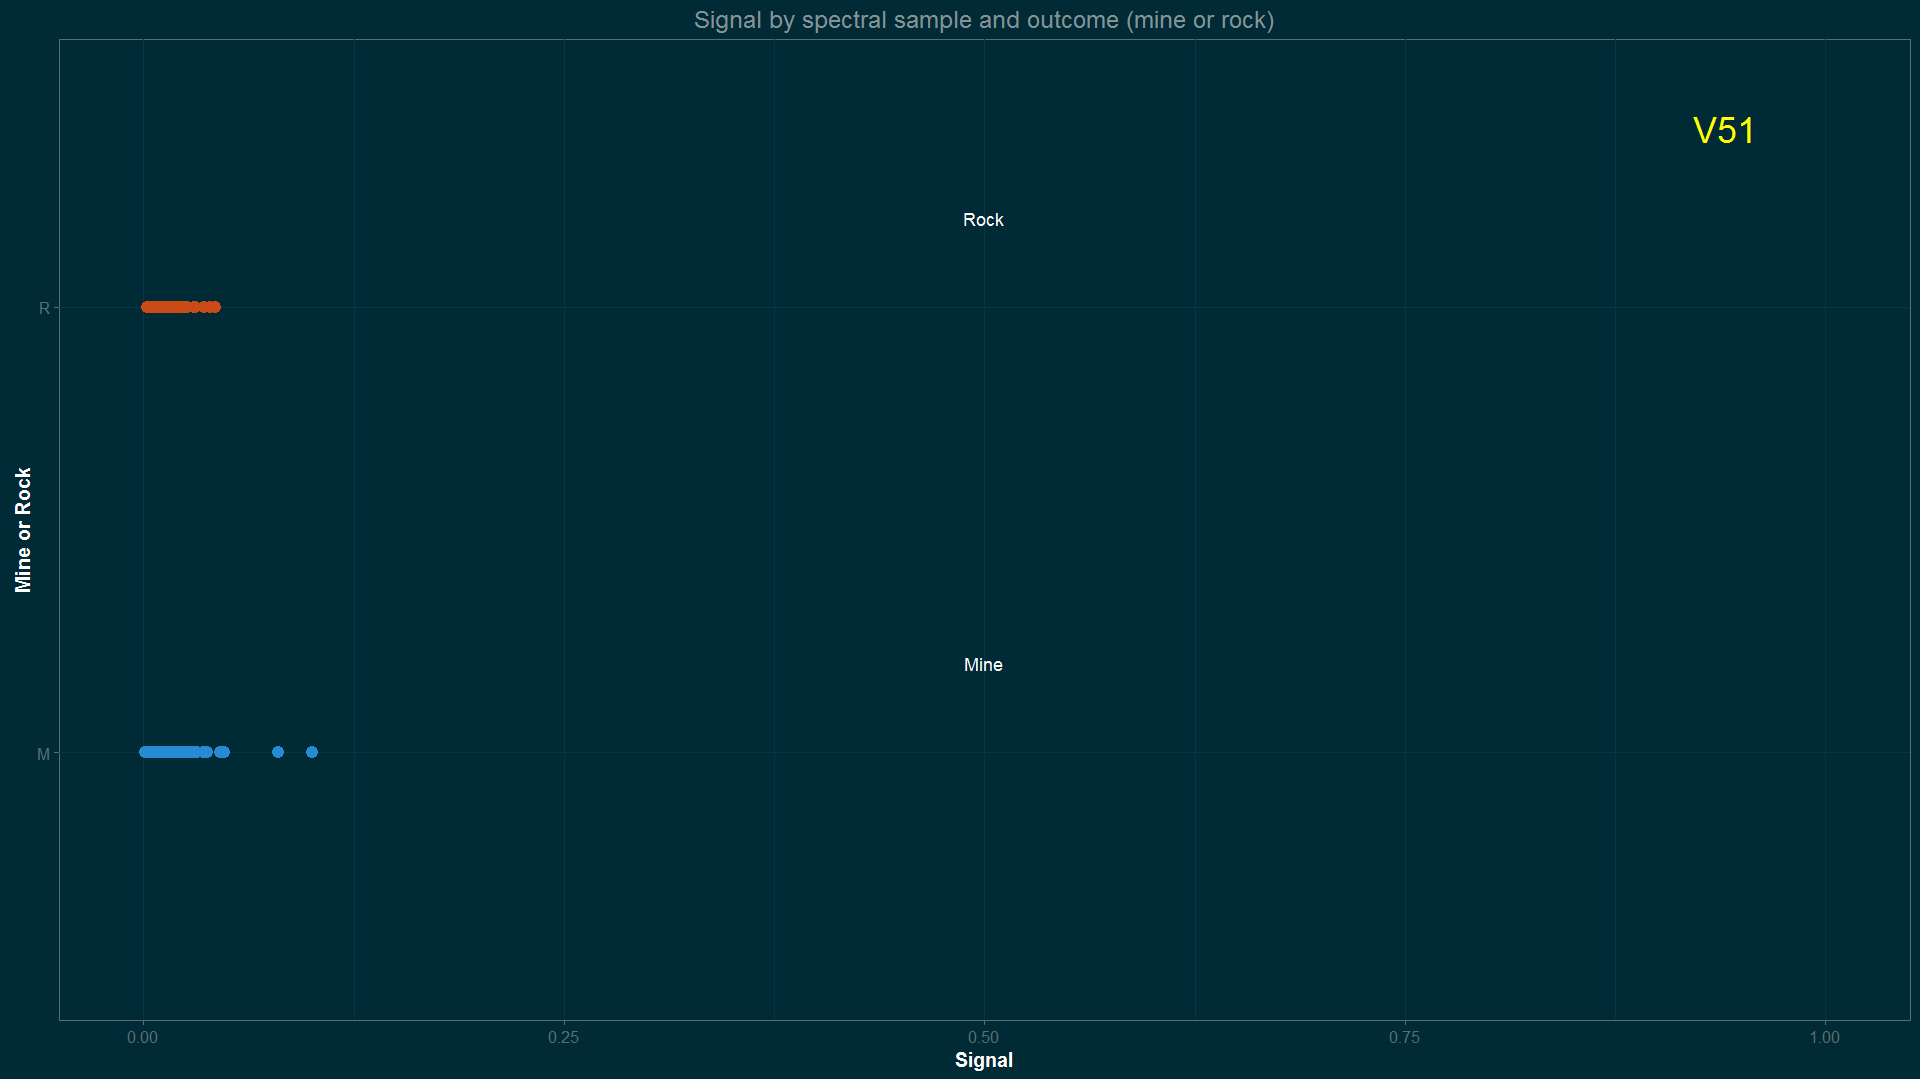 Signal by spectral sample and outcome (mine or rock)
V51
Rock
R
Mine or Rock
Mine
M
0.00 0.25 0.50 0.75 1.00
Signal